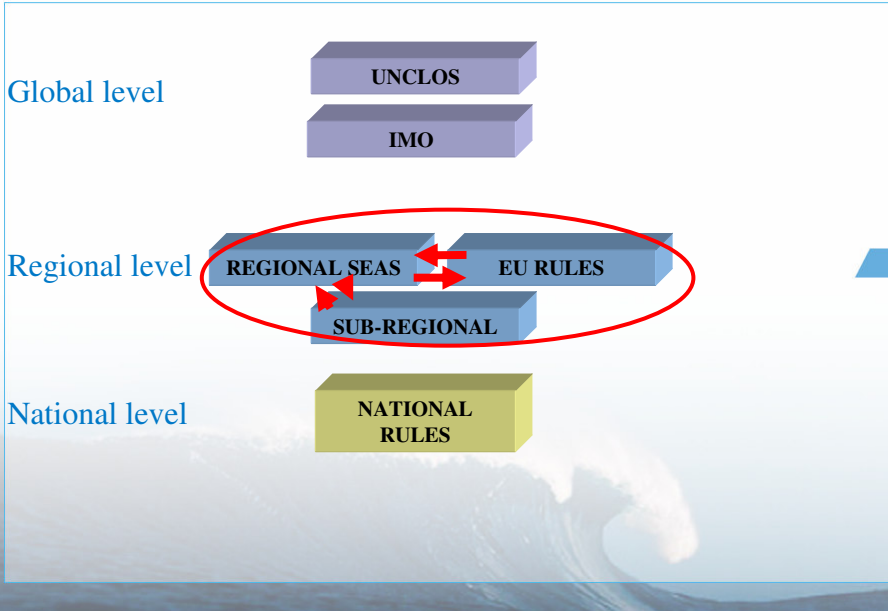 UNCLOS
Global level
IMO
Regional level
REGIONAL SEAS
EU RULES
SUB-REGIONAL
National level
NATIONAL
RULES